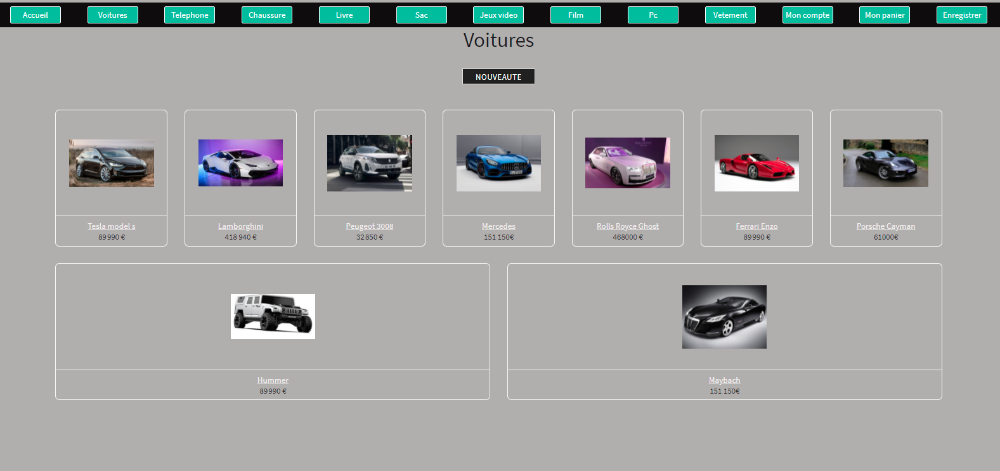 Accueil Voitures Telephone Chaussure Livre Sac Jeux video Film Pc Vetement Mon compte Mon panier Enregistrer
Voitures
NOUVEAUTE
Tesla model s
89 990 €
Lamborghini
418 940 €
Peugeot 3008
32 850 €
Mercedes
151 150€
Rolls Royce Ghost
468000 €
Ferrari Enzo
89 990 €
Porsche Cayman
61000€
Hummer
89 990 €
Maybach
151 150€